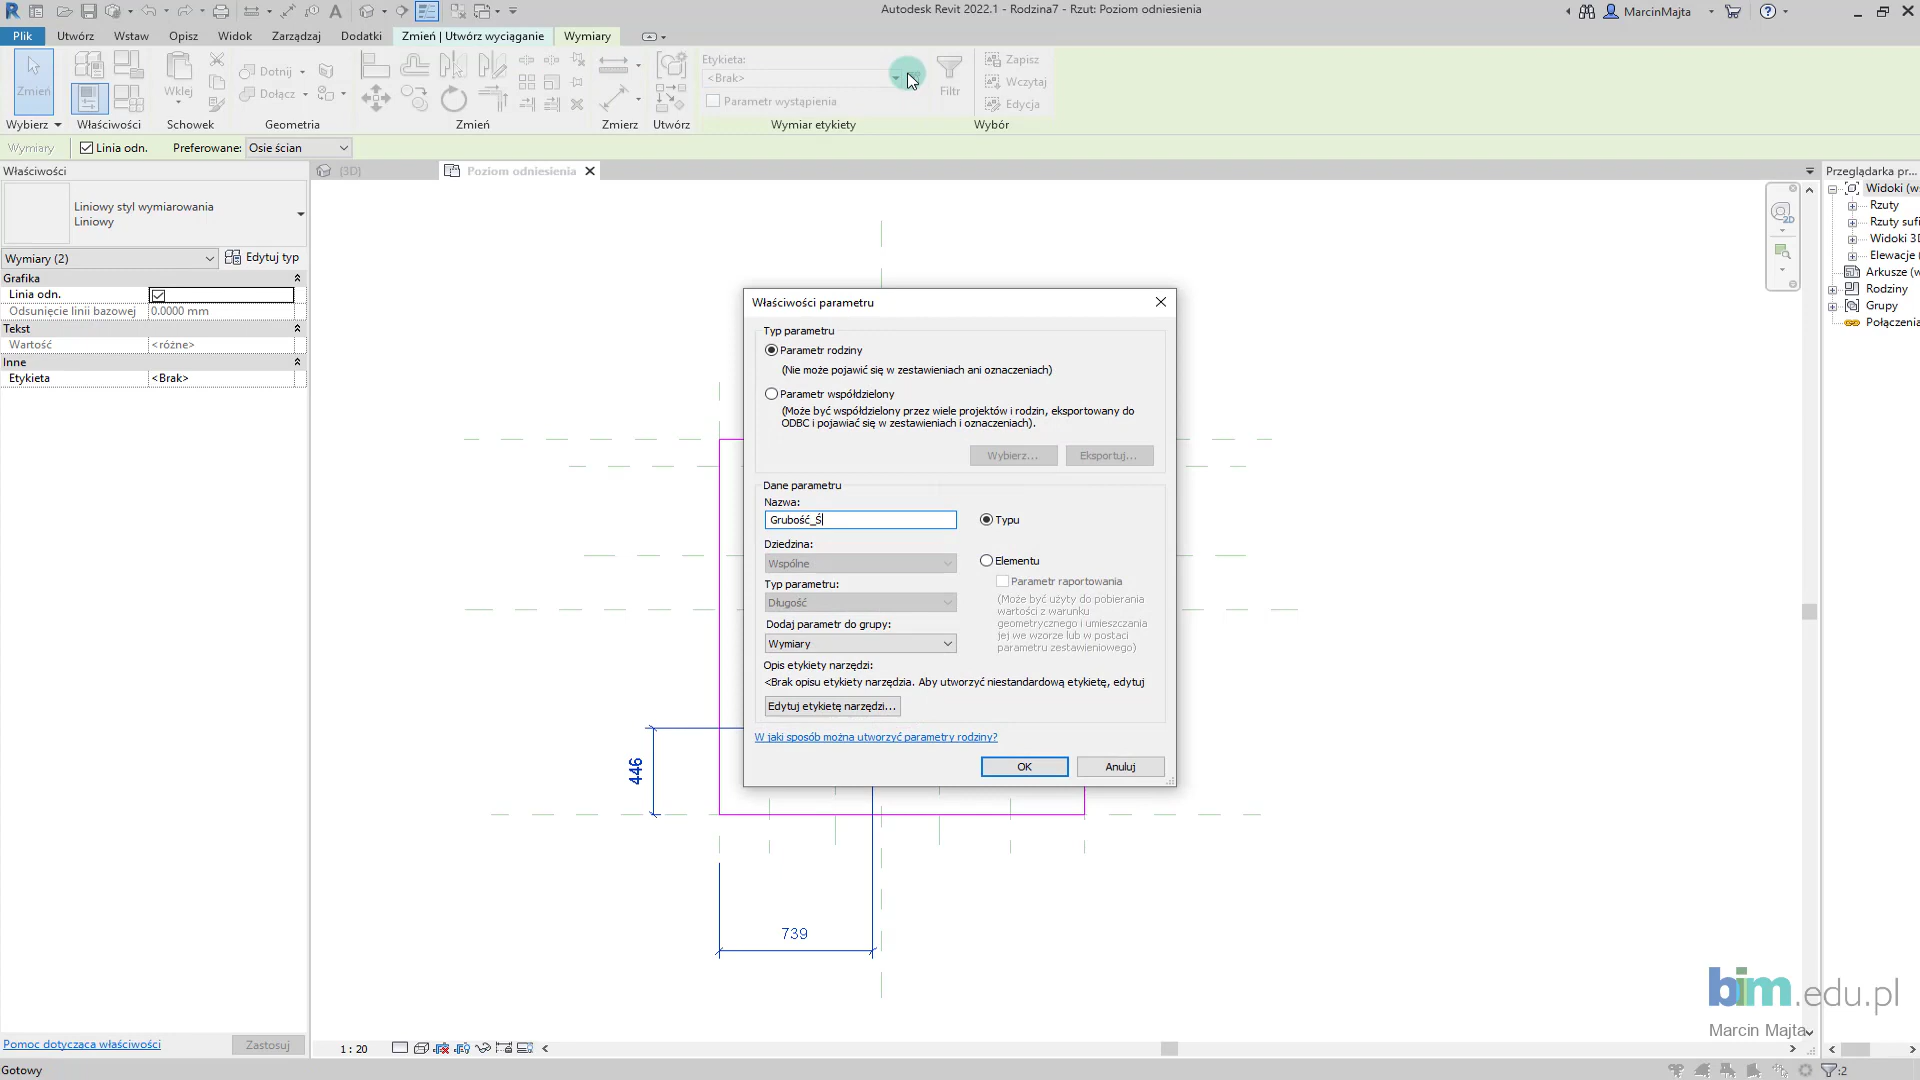 Autodesk Revit 2022.1 - Rodzina7 - Rzut: Poziom odniesienia
MarcinMajta
Plik
Utwórz
Wstaw
Opisz
Widok
Zarządzaj
Dodatki
Zmień | Utwórz wyciąganie
Wymiary
Zmień
Wklej
Dotnij
Dołącz
Etykieta:
<Brak>
Parametr wystąpienia
Filtr
Zapisz
Wczytaj
Edycja
Wybierz
Właściwości
Schowek
Geometria
Zmień
Zmierz
Utwórz
Wymiar etykiety
Wybór
Wymiary
Linia odn.
Preferowane:
Osie ścian
Właściwości
(3D)
Poziom odniesienia
Przeglądarka pr...
Liniowy styl wymiarowania
Liniowy
Wymiary (2)
Edytuj typ
Grafika
Linia odn.
Odsunięcie linii bazowej
0.0000 mm
Tekst
Wartość
<różne>
Inne
Etykieta
<Brak>
2D
Widoki (w
Rzuty
Rzuty sufi
Widoki 3D
Elewacje (
Arkusze (w
Rodziny
Grupy
Połączenia
Właściwości parametru
Typ parametru
Parametr rodziny
(Nie może pojawić się w zestawieniach ani oznaczeniach)
Parametr współdzielony
(Może być współdzielony przez wiele projektów i rodzin, eksportowany do
ODBC i pojawiać się w zestawieniach i oznaczeniach).
Wybierz...
Eksportuj...
Dane parametru
Nazwa:
Grubość_Ś
Typu
Dziedzina:
Wspólne
Elementu
Parametr raportowania
Typ parametru:
Długość
(Może być użyty do pobierania
wartości z warunku
geometrycznego i umieszczania
jej we wzorze lub w postaci
parametru zestawieniowego)
Dodaj parametr do grupy:
Wymiary
Opis etykiety narzędzi:
<Brak opisu etykiety narzędzia. Aby utworzyć niestandardową etykietę, edytuj
Edytuj etykietę narzędzi...
W jaki sposób można utworzyć parametry rodziny?
OK
Anuluj
446
739
bim.edu.pl
Marcin Majta
Pomoc dotycząca właściwości
Zastosuj
1 : 20
Gotowy
:2